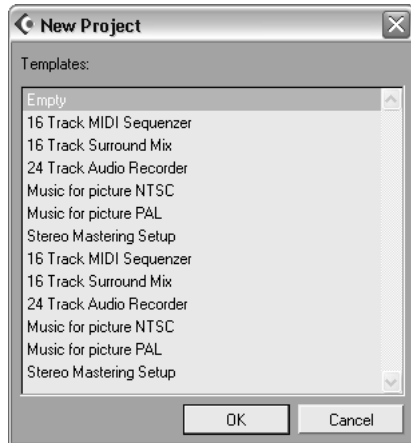 New Project
Templates:
Empty
16 Track MIDI Sequenzer
16 Track Surround Mix
24 Track Audio Recorder
Music for picture NTSC
Music for picture PAL
Stereo Mastering Setup
16 Track MIDI Sequenzer
16 Track Surround Mix
24 Track Audio Recorder
Music for picture NTSC
Music for picture PAL
Stereo Mastering Setup
OK Cancel